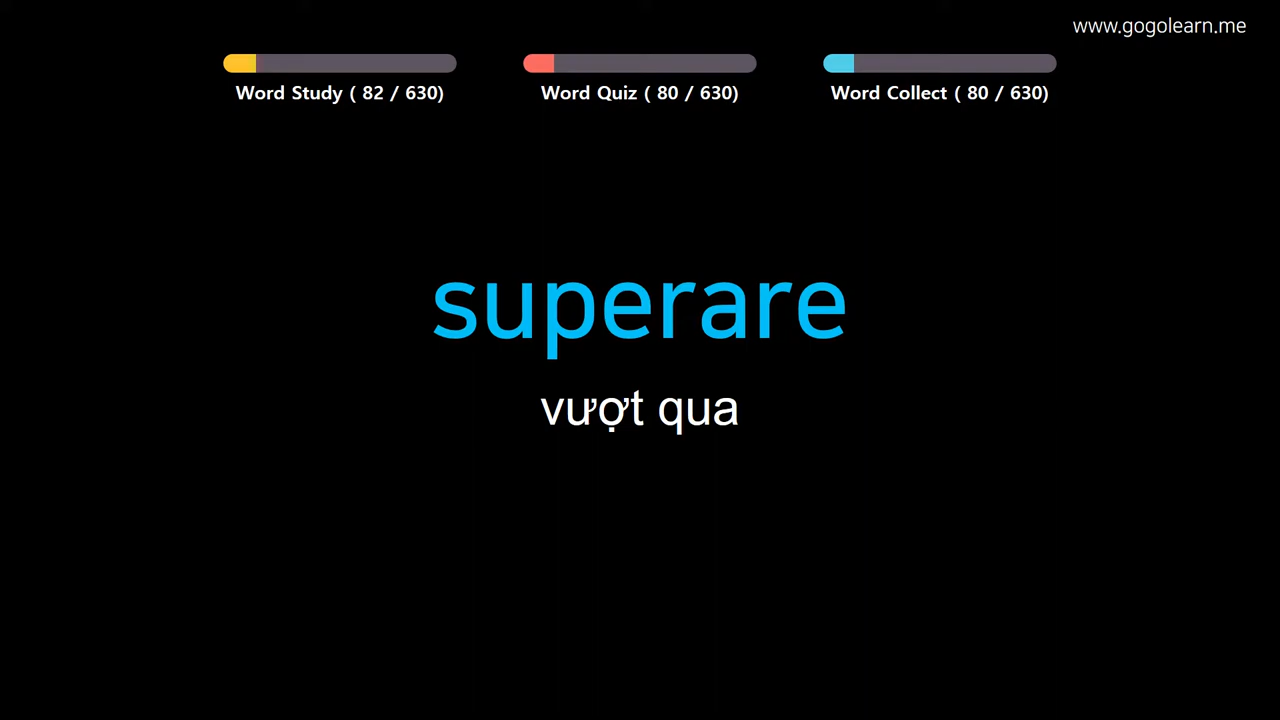 www.gogolearn.me
Word Study ( 82 / 630)
Word Quiz ( 80 / 630)
Word Collect ( 80 / 630)
superare
vượt qua